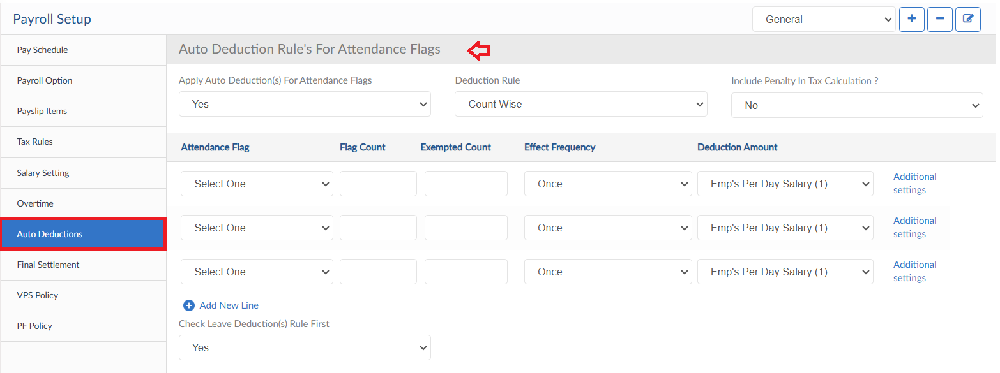 Payroll Setup
General
Pay Schedule
Payroll Option
Payslip Items
Tax Rules
Salary Setting
Overtime
Auto Deductions
Final Settlement
VPS Policy
PF Policy
Auto Deduction Rule's For Attendance Flags
Apply Auto Deduction(s) For Attendance Flags
Yes
Deduction Rule
Count Wise
Include Penalty In Tax Calculation ?
No
Attendance Flag Flag Count Exempted Count Effect Frequency Deduction Amount
Select One Once Emp's Per Day Salary (1) Additional
settings
Select One Once Emp's Per Day Salary (1) Additional
settings
Select One Once Emp's Per Day Salary (1) Additional
settings
Add New Line
Check Leave Deduction(s) Rule First
Yes